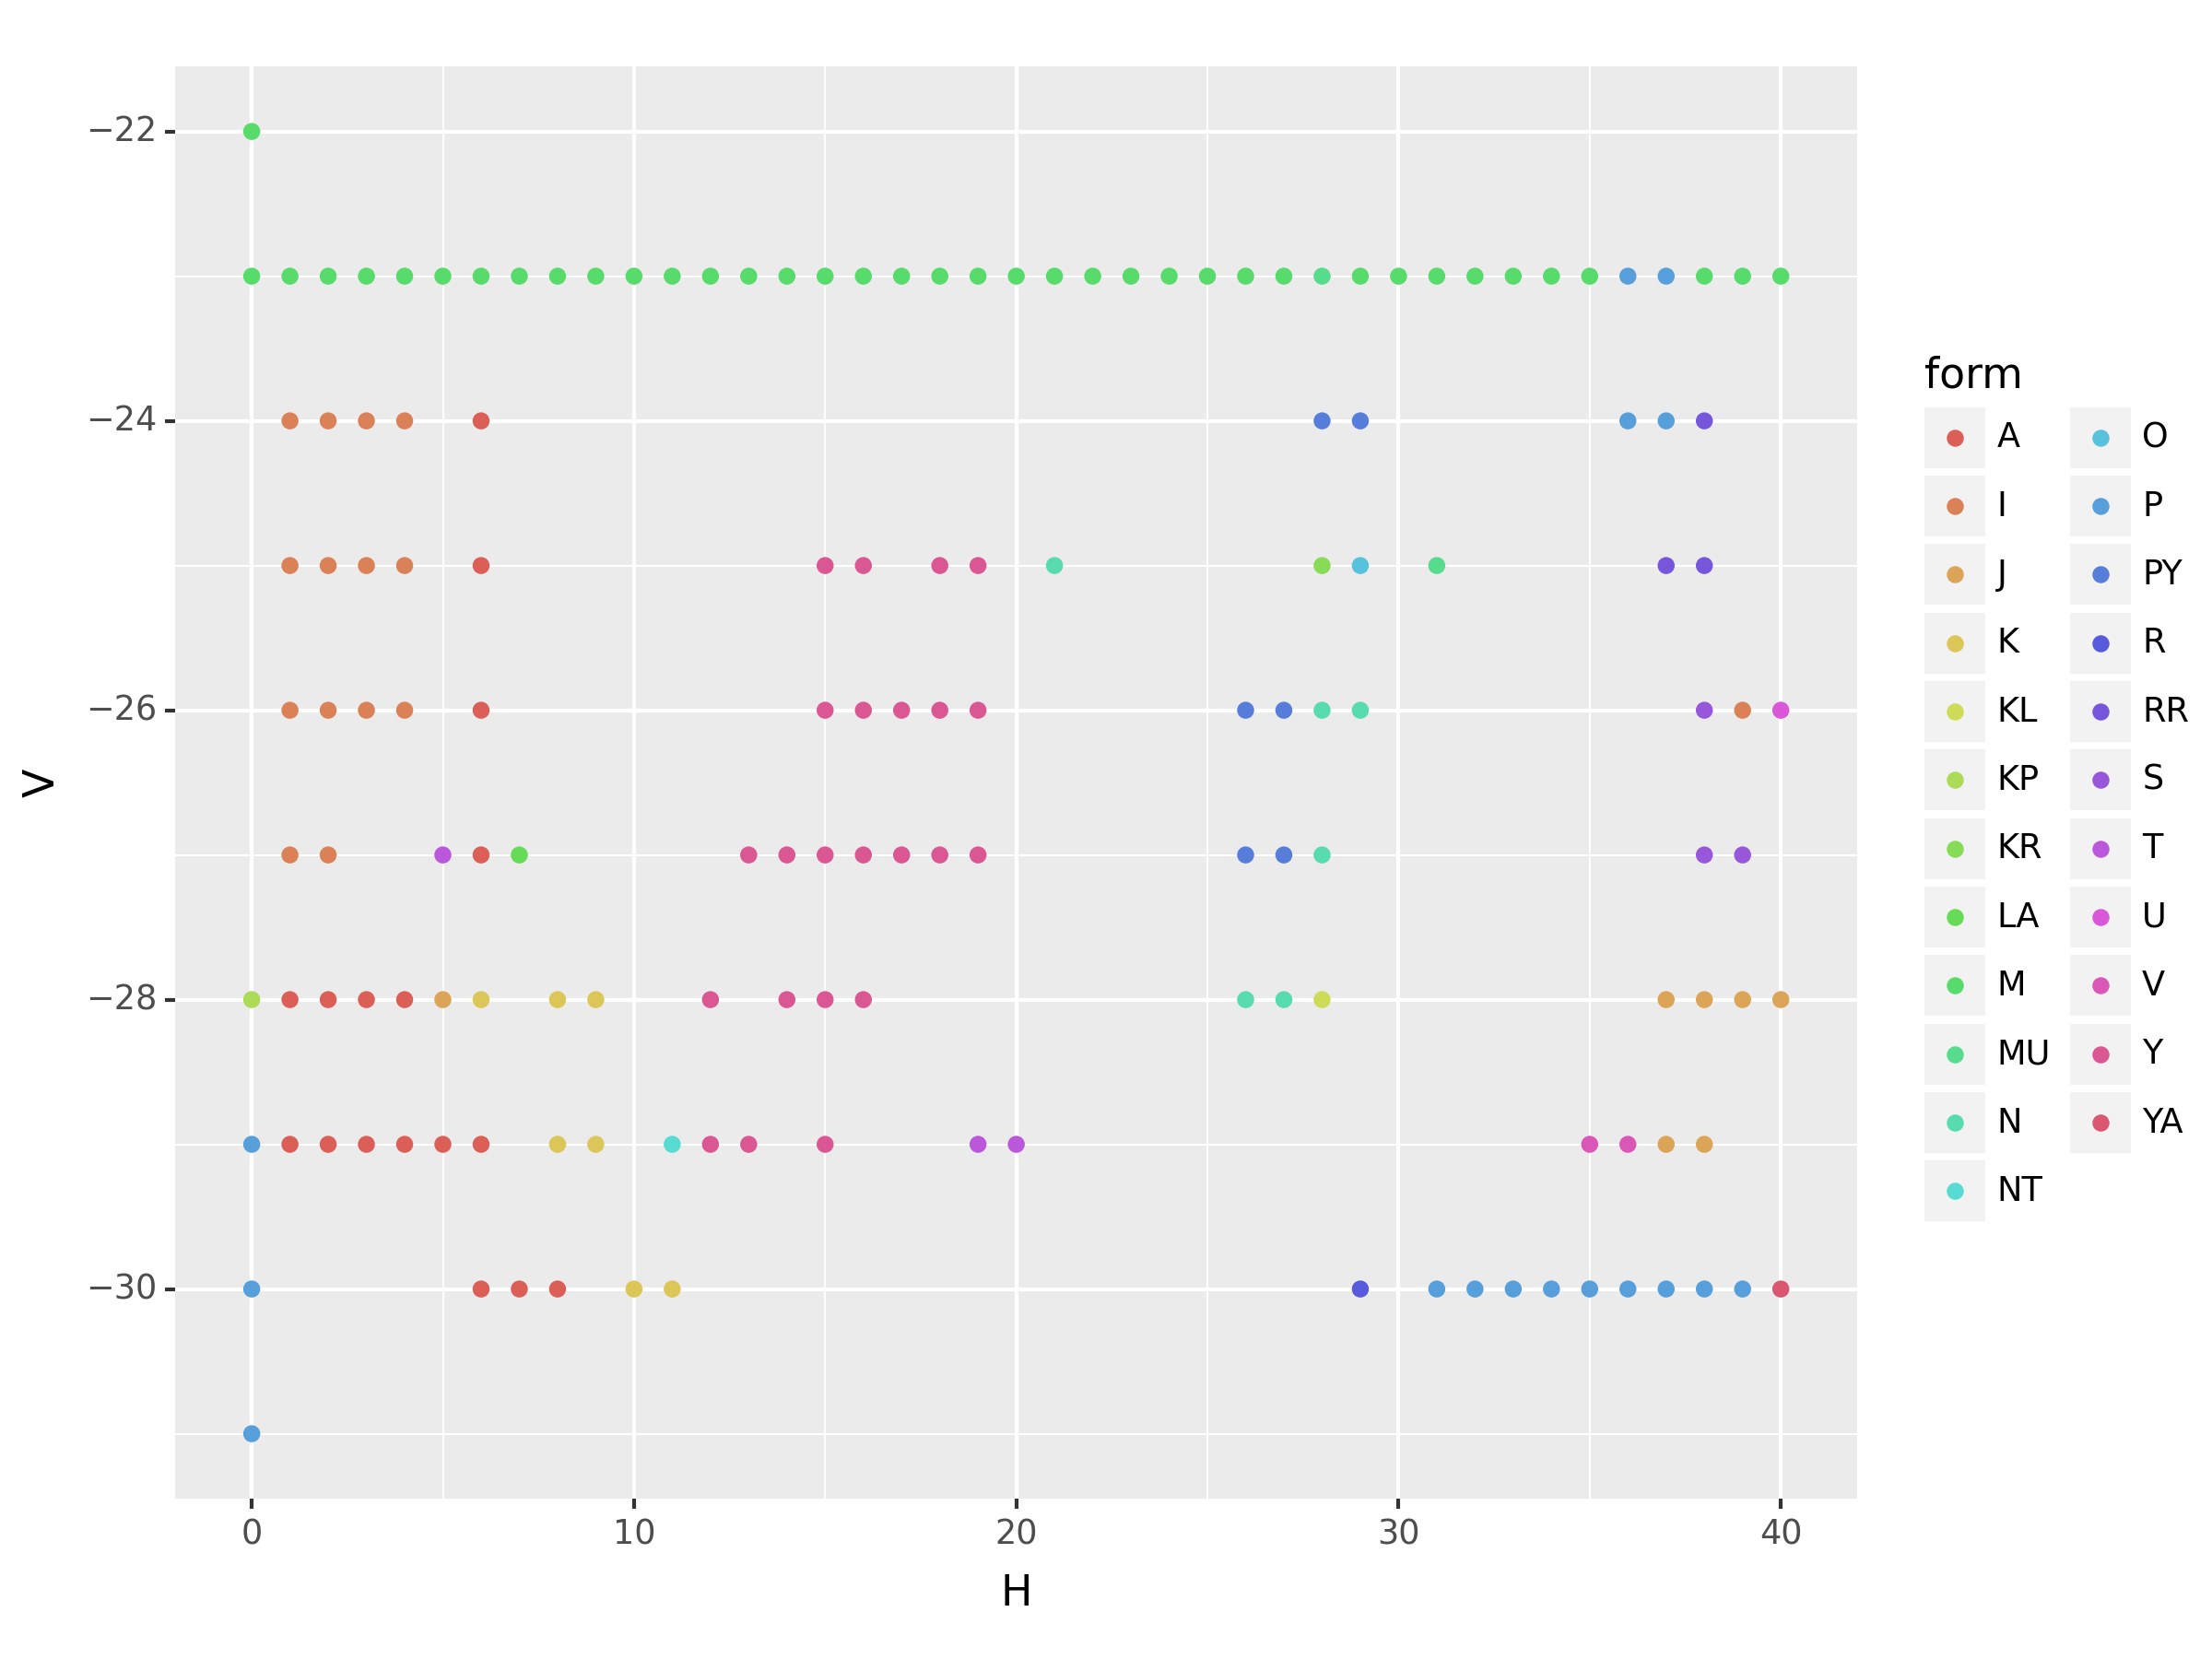 −22
−24
−26
−28
−30
V
0 10 20 30 40
H
form
A O
I P
J PY
K R
KL RR
KP S
KR T
LA U
M V
MU Y
N YA
NT